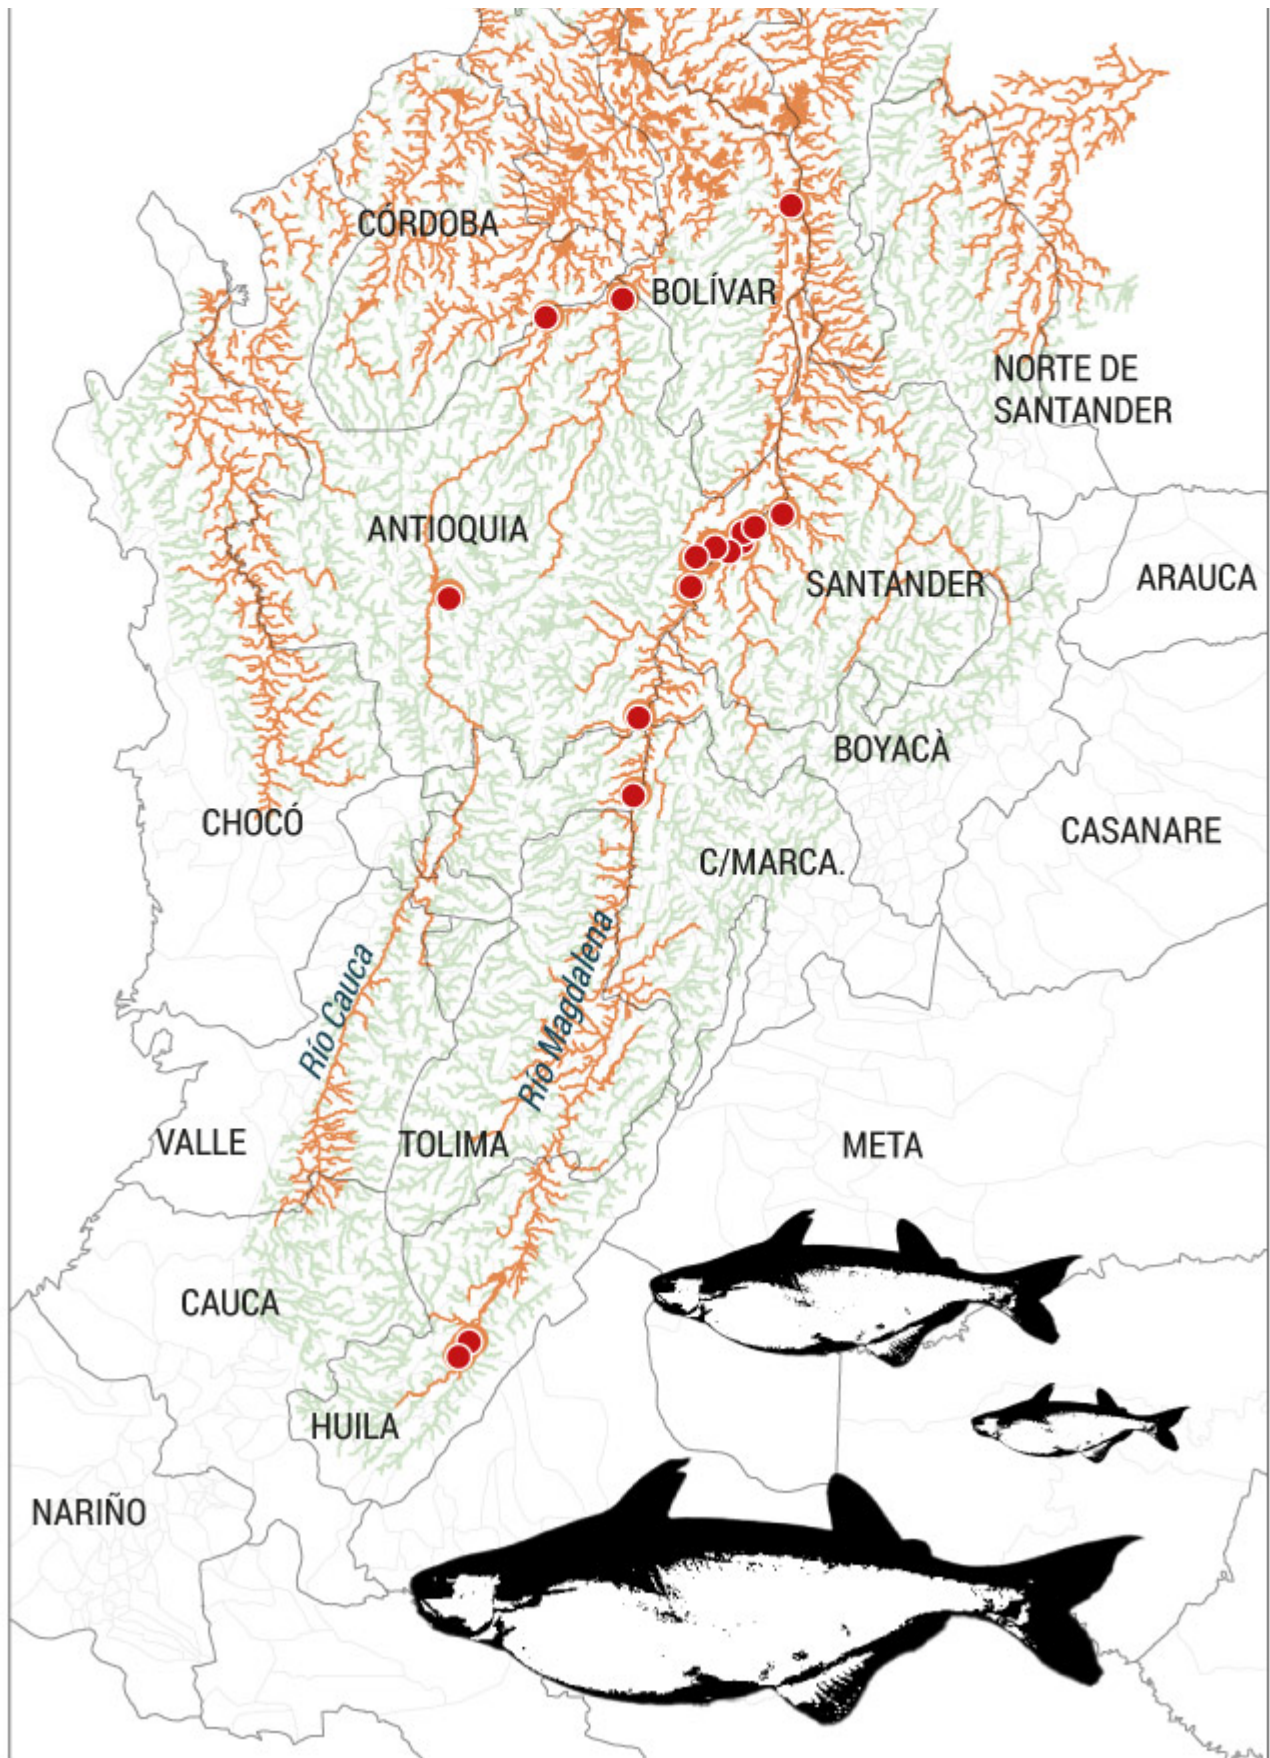 CÓRDOBA
BOLÍVAR
NORTE DE
SANTANDER
ANTIOQUIA
SANTANDER
ARAUCA
BOYACÀ
CHOCÓ
CASANARE
C/MARCA.
Río Cauca
Río Magdalena
VALLE
TOLIMA
META
CAUCA
HUILA
NARIÑO